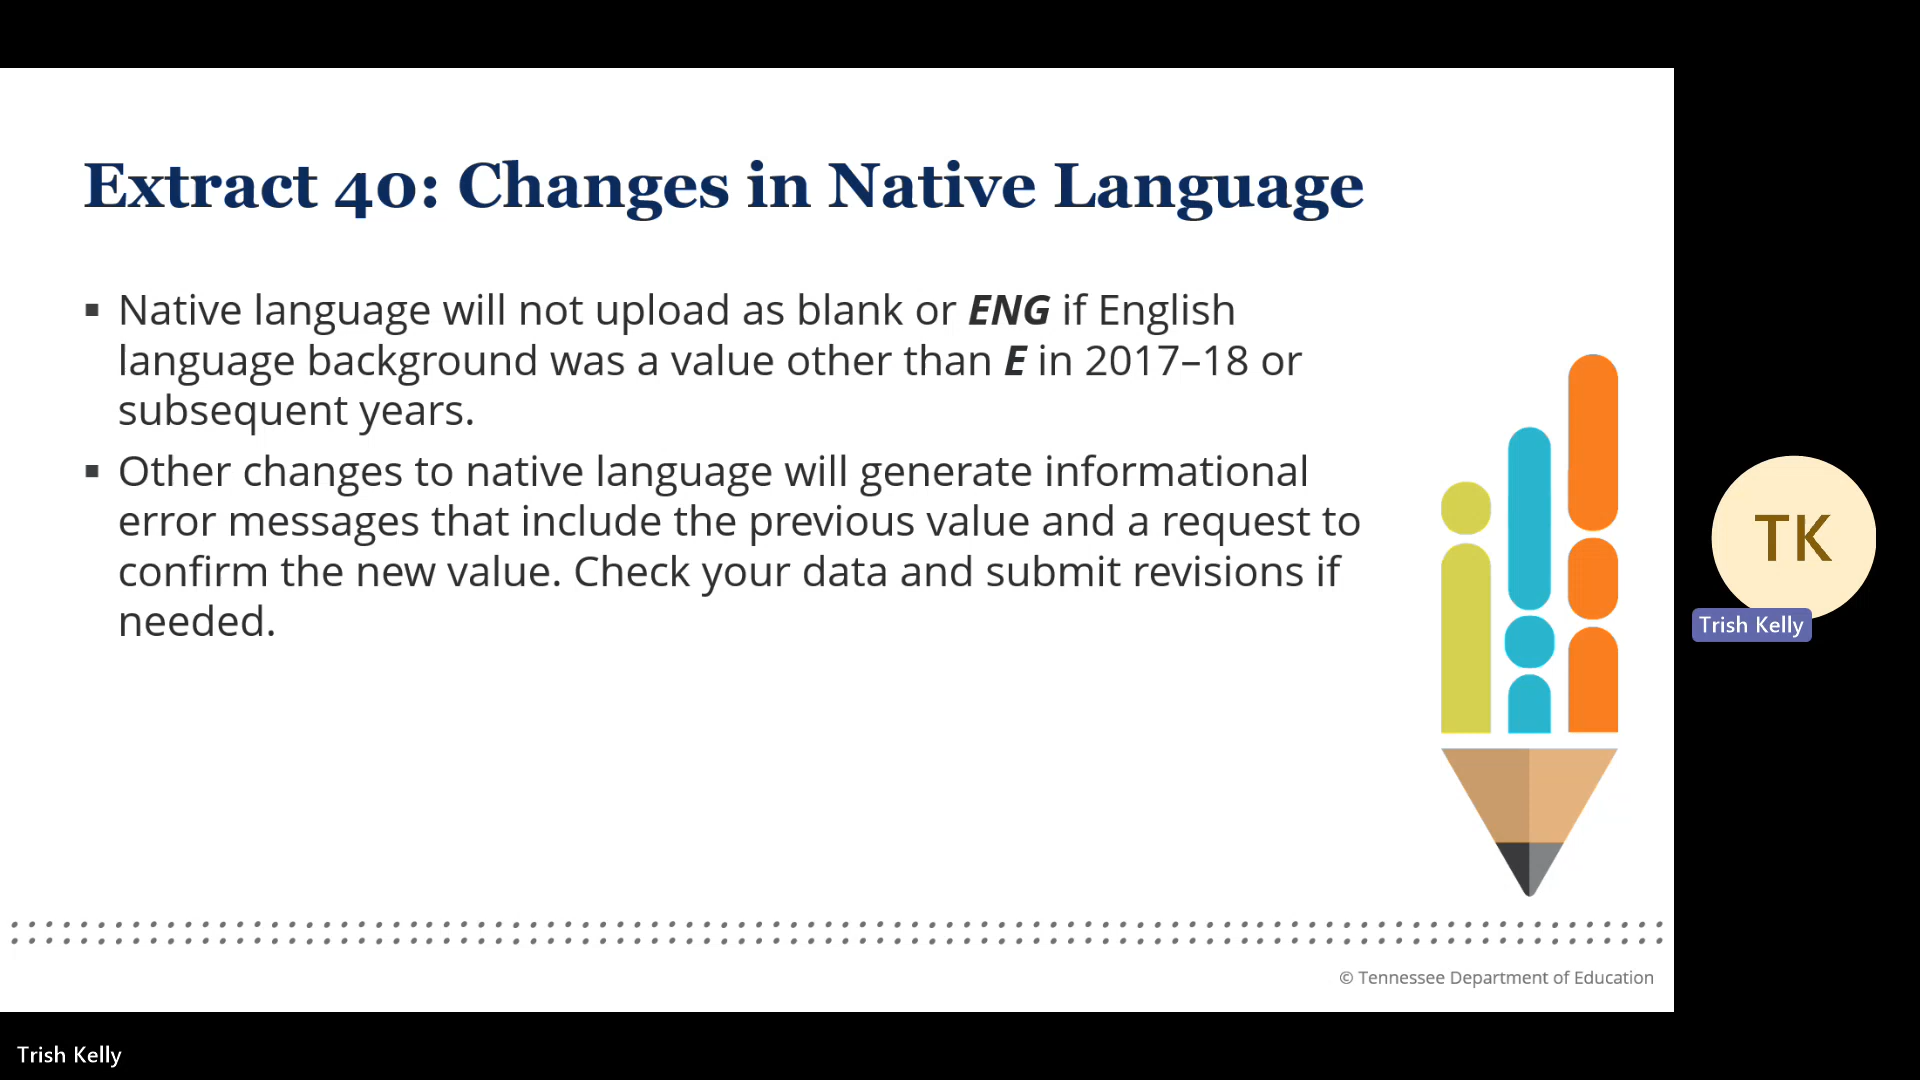 Extract 40: Changes in Native Language
▪ Native language will not upload as blank or ENG if English
language background was a value other than E in 2017–18 or
subsequent years.
▪ Other changes to native language will generate informational
error messages that include the previous value and a request to
confirm the new value. Check your data and submit revisions if
needed.
TK
Trish Kelly
© Tennessee Department of Education
Trish Kelly